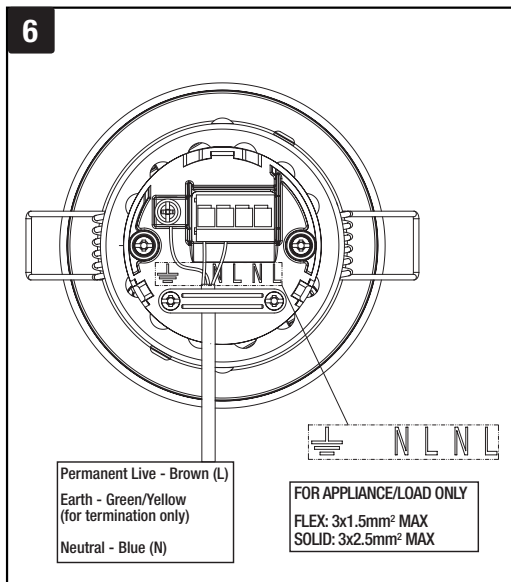 6
⏚ N L N L
⏚ N L N L
Permanent Live - Brown (L)
Earth - Green/Yellow
(for termination only)
Neutral - Blue (N)
FOR APPLIANCE/LOAD ONLY
FLEX: 3x1.5mm² MAX
SOLID: 3x2.5mm² MAX